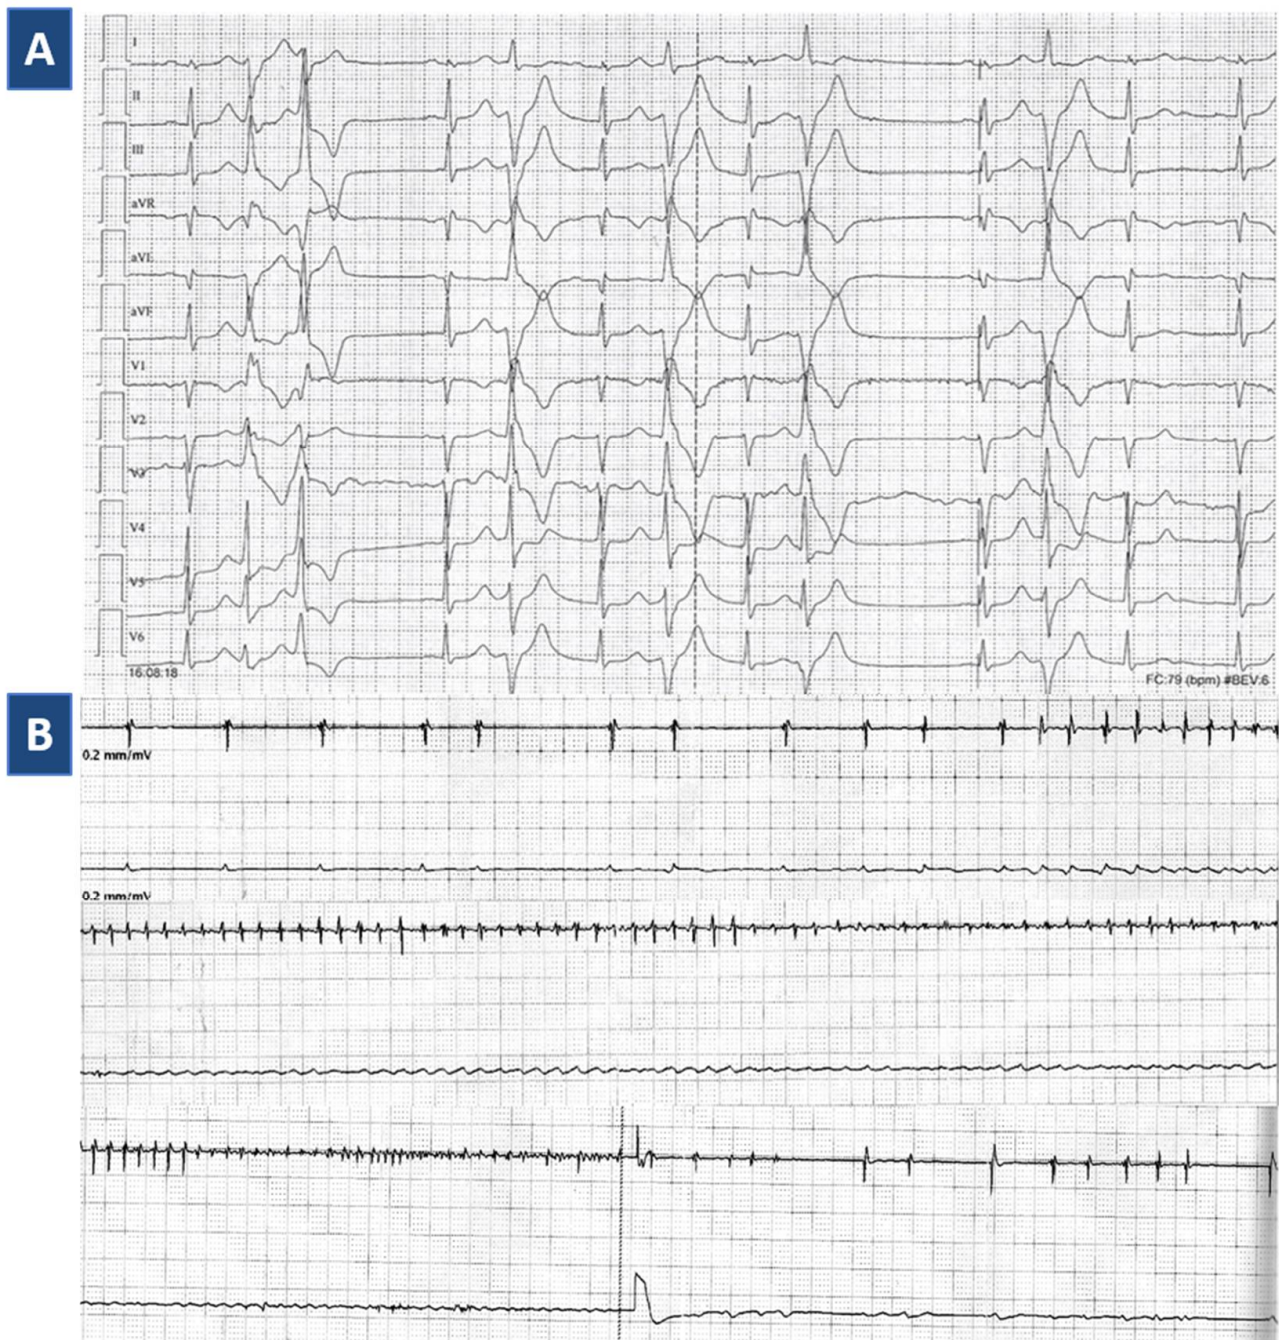 A
I
II
III
aVR
aVL
aVF
V1
V2
V3
V4
V5
V6
16:08:18
FC:79 (bpm) #BEV:6
B
0.2 mm/mV
0.2 mm/mV